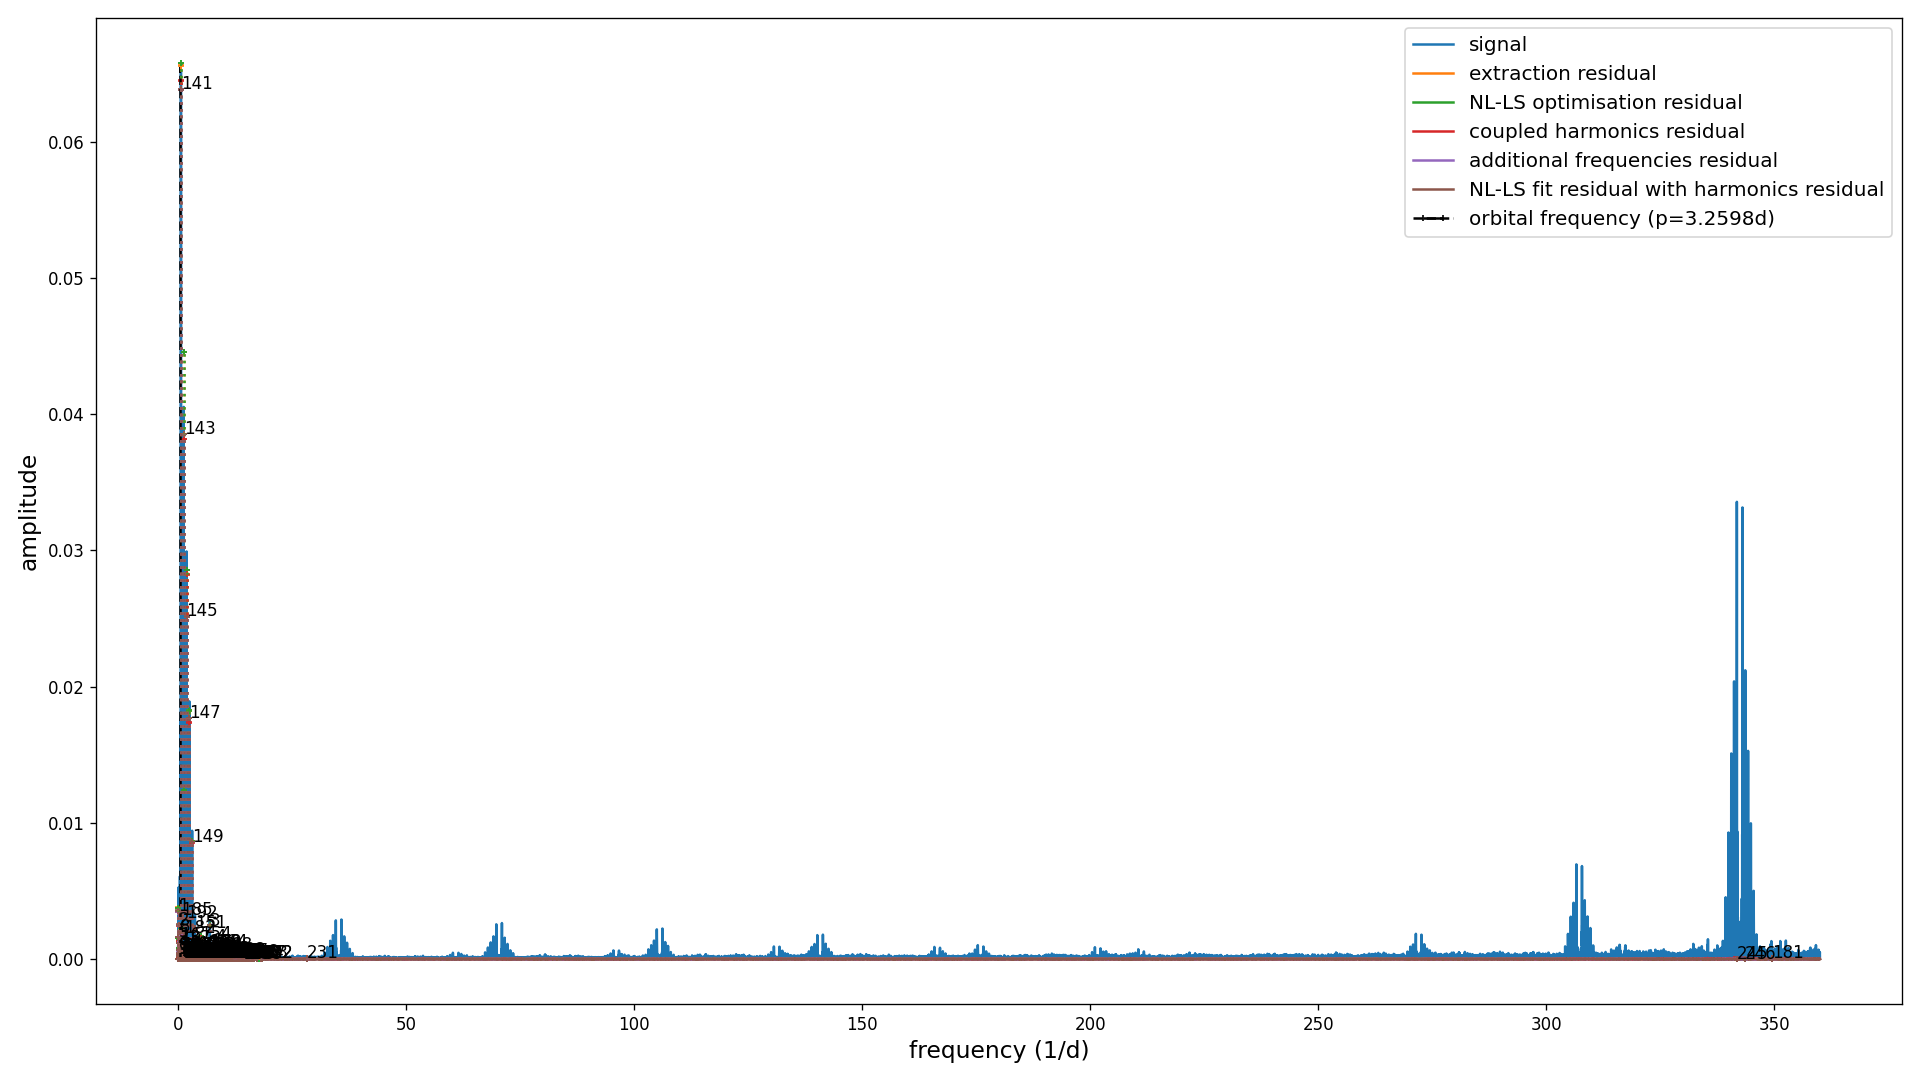 signal
extraction residual
NL-LS optimisation residual
coupled harmonics residual
additional frequencies residual
NL-LS fit residual with harmonics residual
orbital frequency (p=3.2598d)
141
143
145
147
149
231
181
0.06
0.05
0.04
0.03
0.02
0.01
0.00
amplitude
0
50
100
150
200
250
300
350
frequency (1/d)